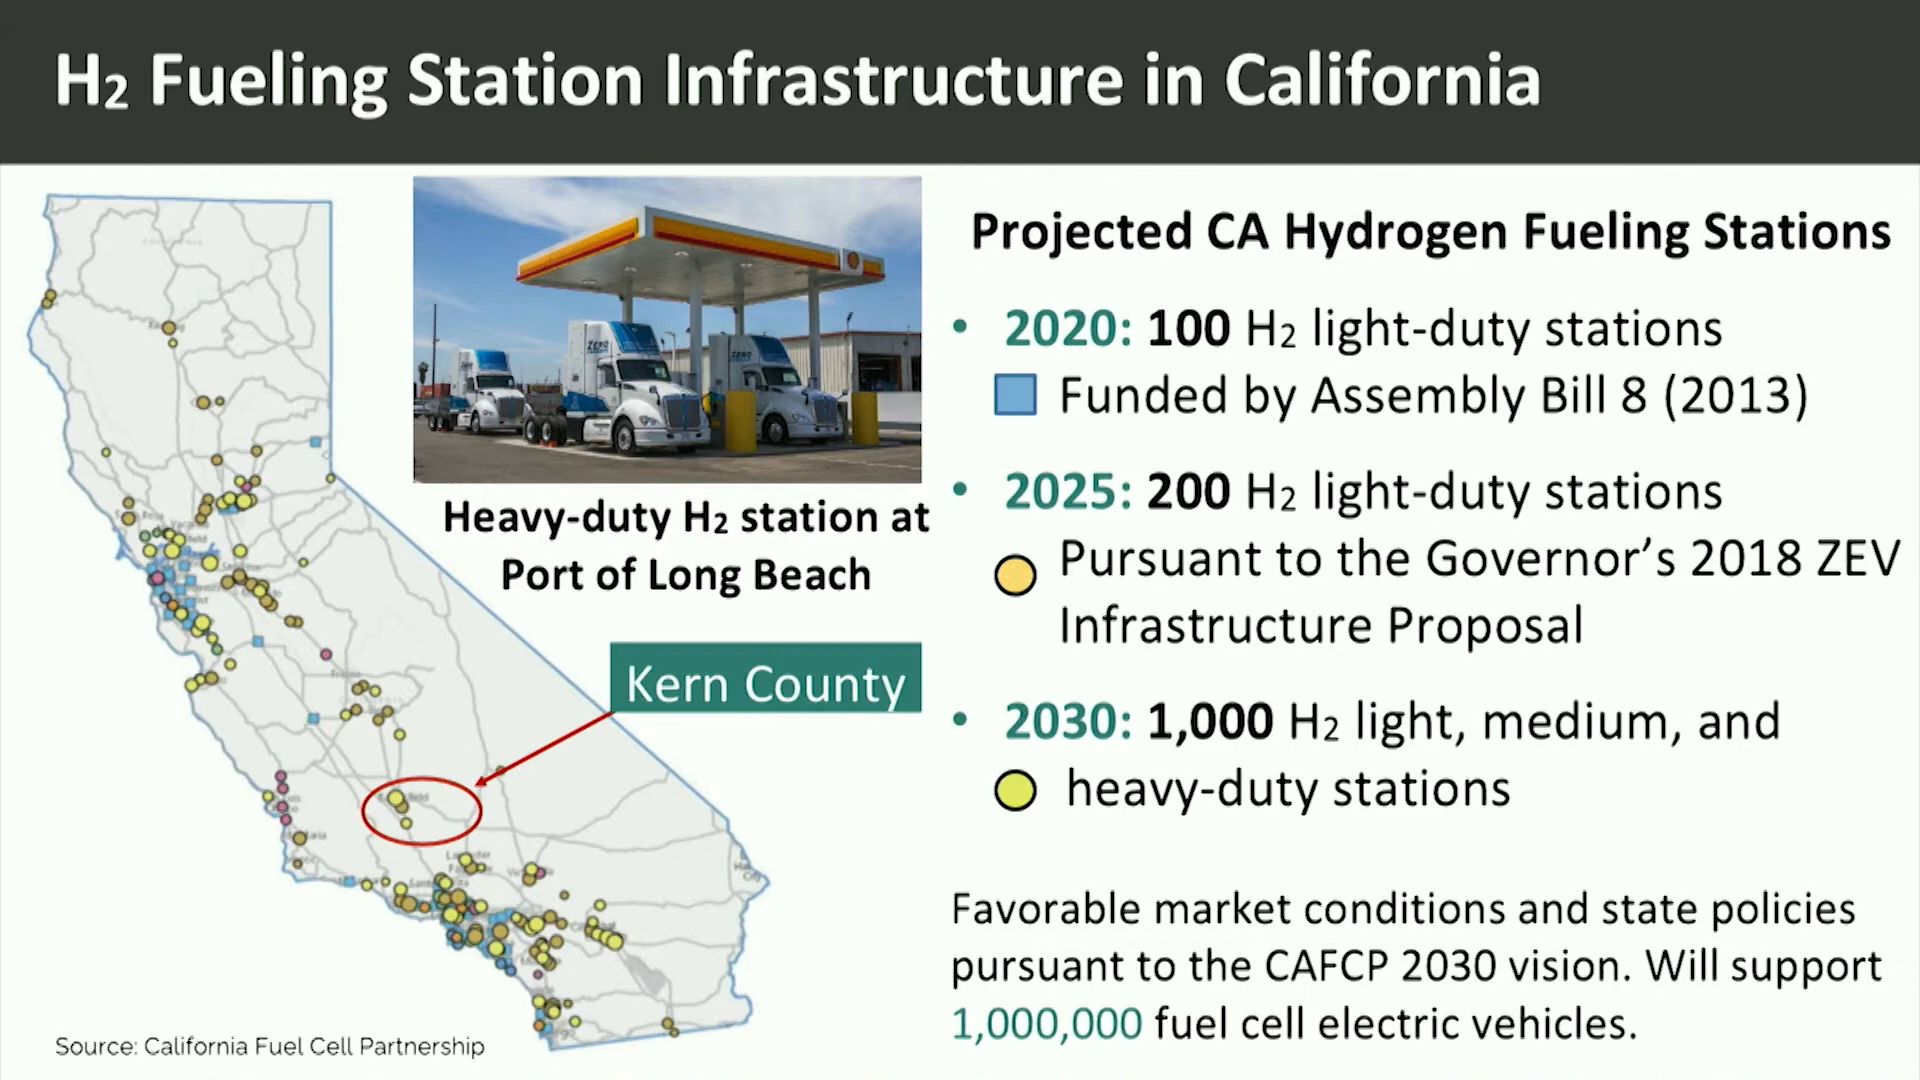 H₂ Fueling Station Infrastructure in California
Heavy-duty H₂ station at
Port of Long Beach
Kern County
Source: California Fuel Cell Partnership
Projected CA Hydrogen Fueling Stations
• 2020: 100 H₂ light-duty stations
Funded by Assembly Bill 8 (2013)
• 2025: 200 H₂ light-duty stations
Pursuant to the Governor’s 2018 ZEV
Infrastructure Proposal
• 2030: 1,000 H₂ light, medium, and
heavy-duty stations
Favorable market conditions and state policies
pursuant to the CAFCP 2030 vision. Will support
1,000,000 fuel cell electric vehicles.
ZERO
ZERO